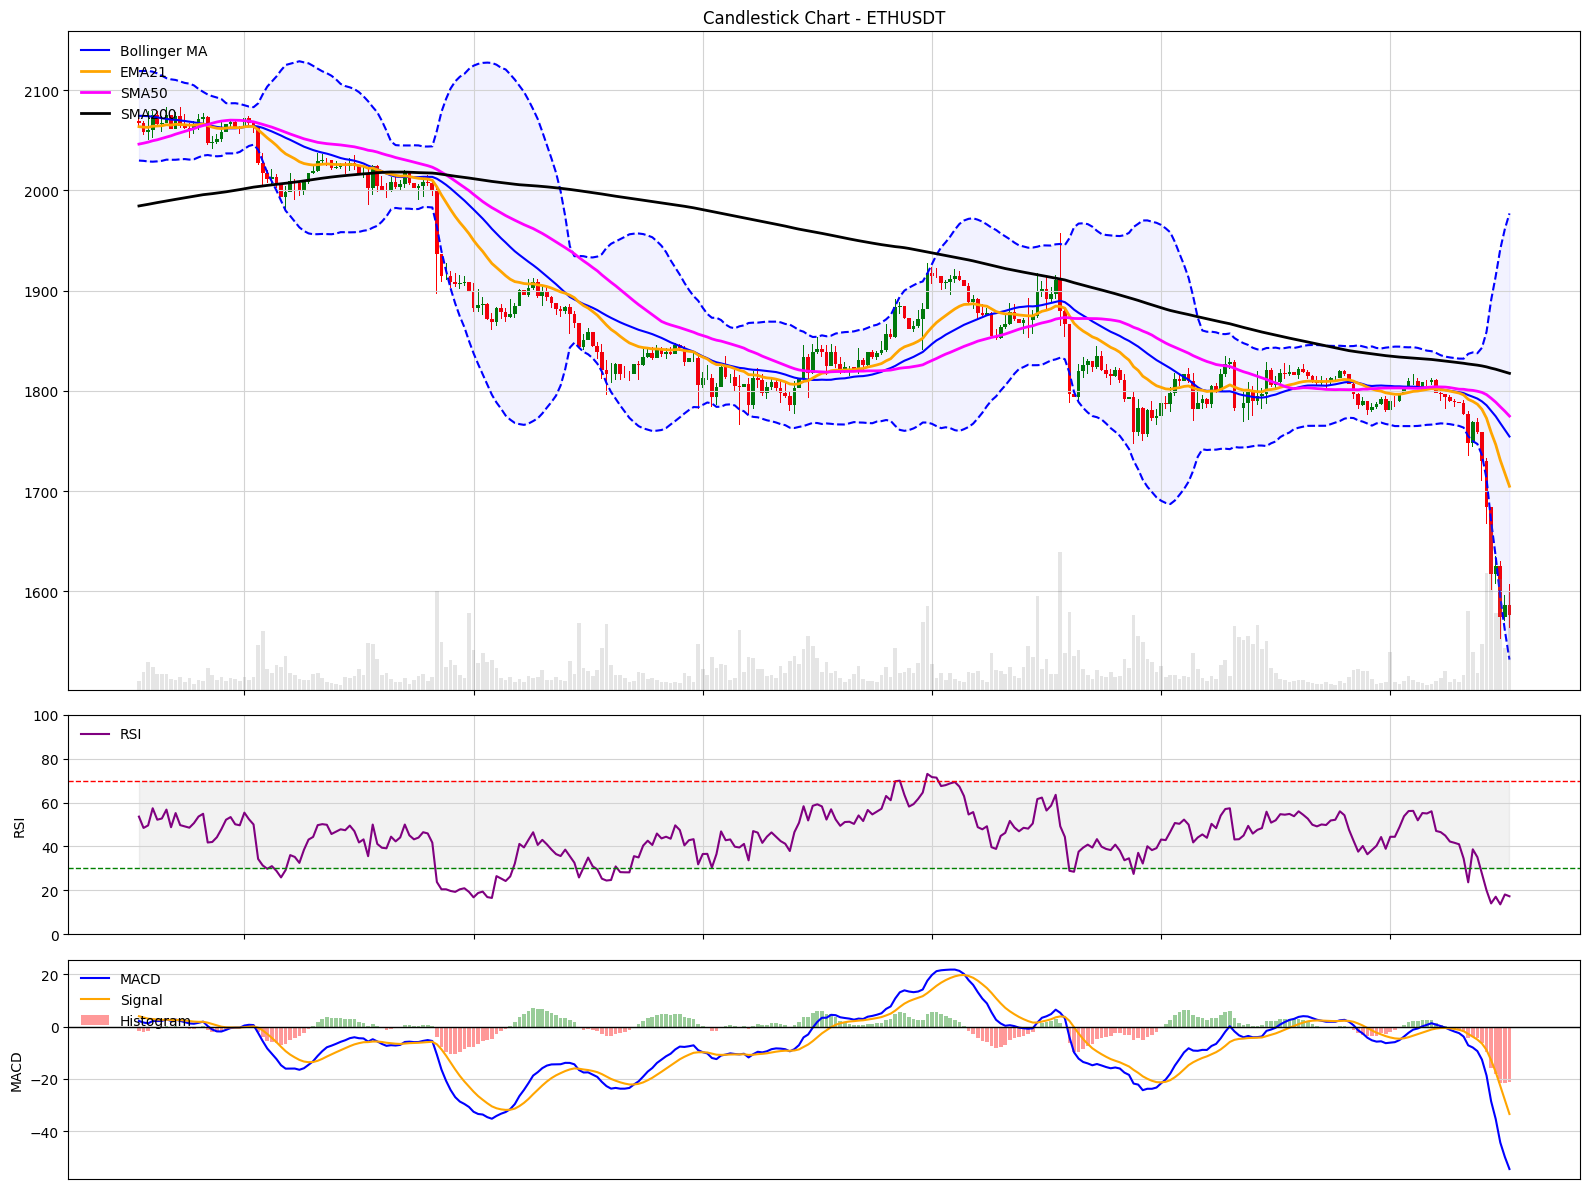 Candlestick Chart - ETHUSDT
Bollinger MA
EMA21
SMA50
SMA200
2100
2000
1900
1800
1700
1600
RSI
100
80
60
40
20
0
RSI
MACD
Signal
Histogram
20
0
−20
−40
MACD